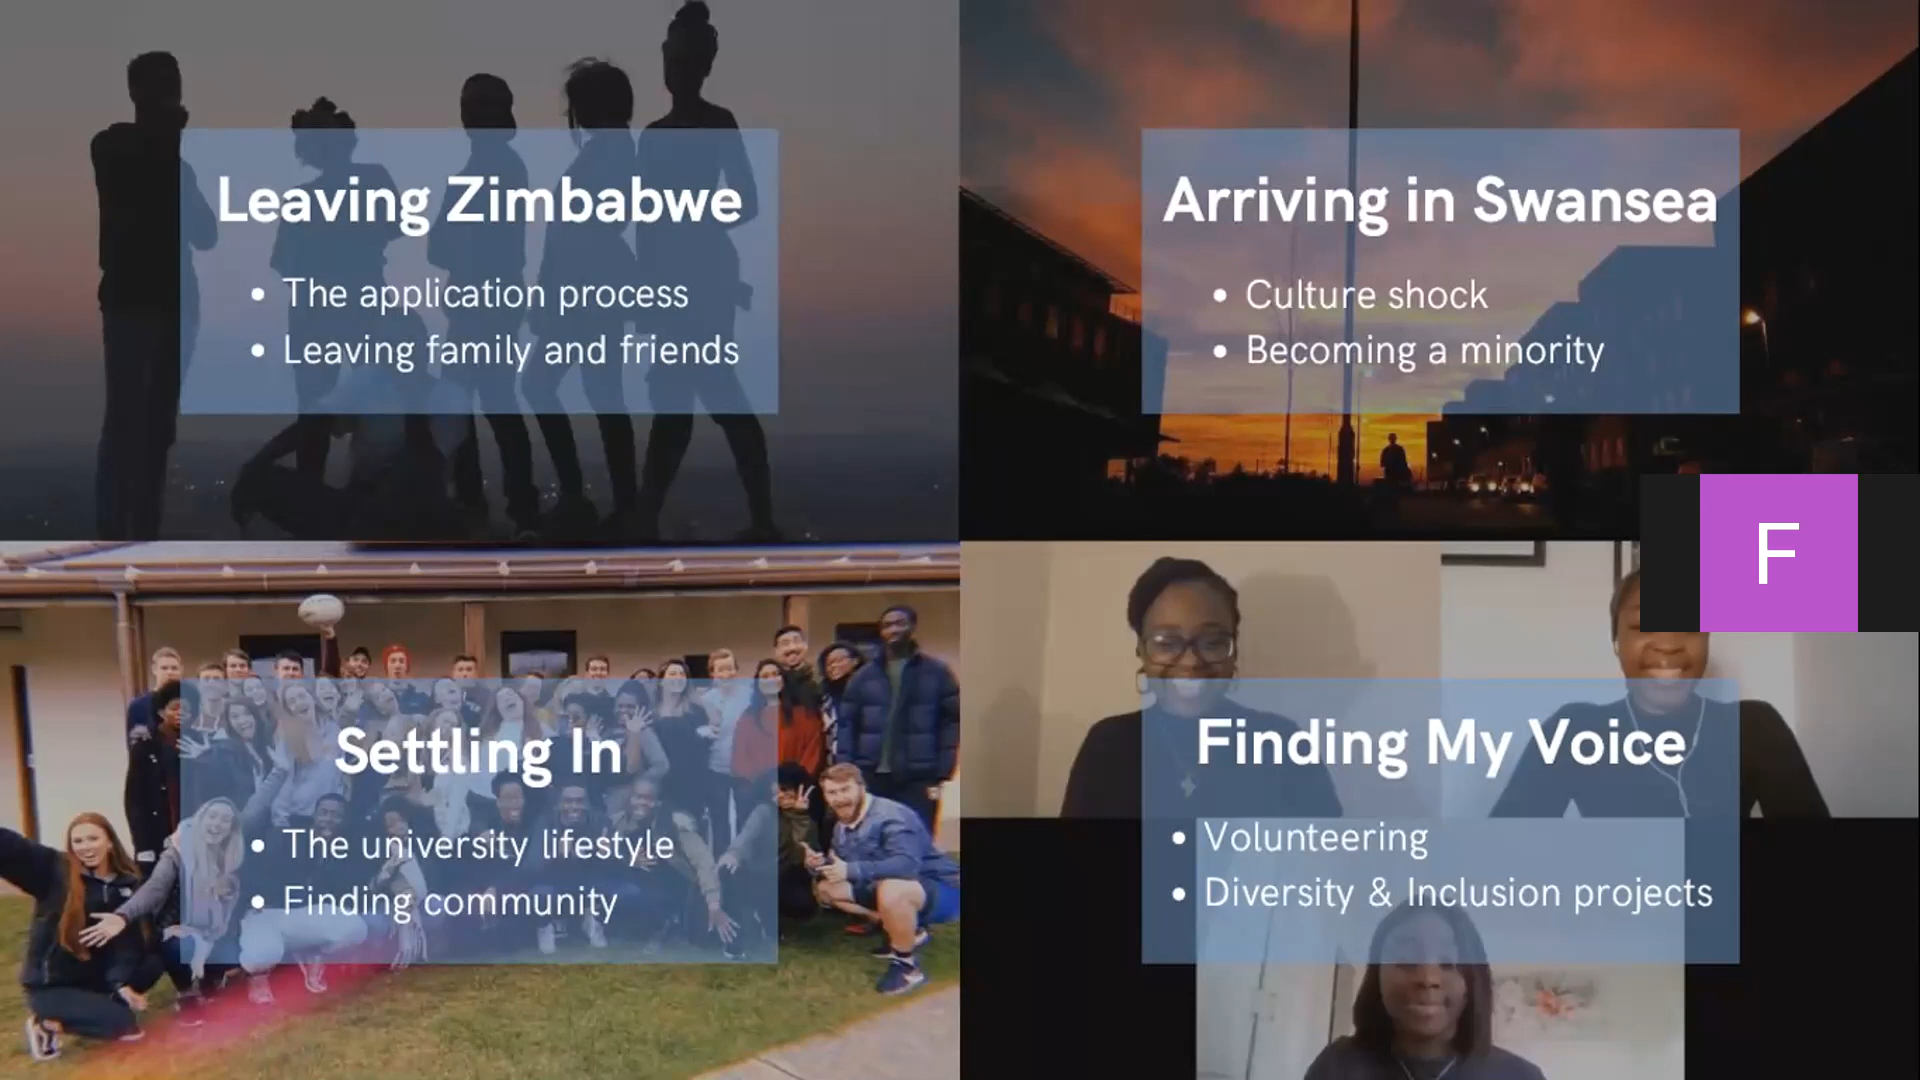 Leaving Zimbabwe
• The application process
• Leaving family and friends
Arriving in Swansea
• Culture shock
• Becoming a minority
F
Settling In
• The university lifestyle
• Finding community
Finding My Voice
• Volunteering
• Diversity & Inclusion projects